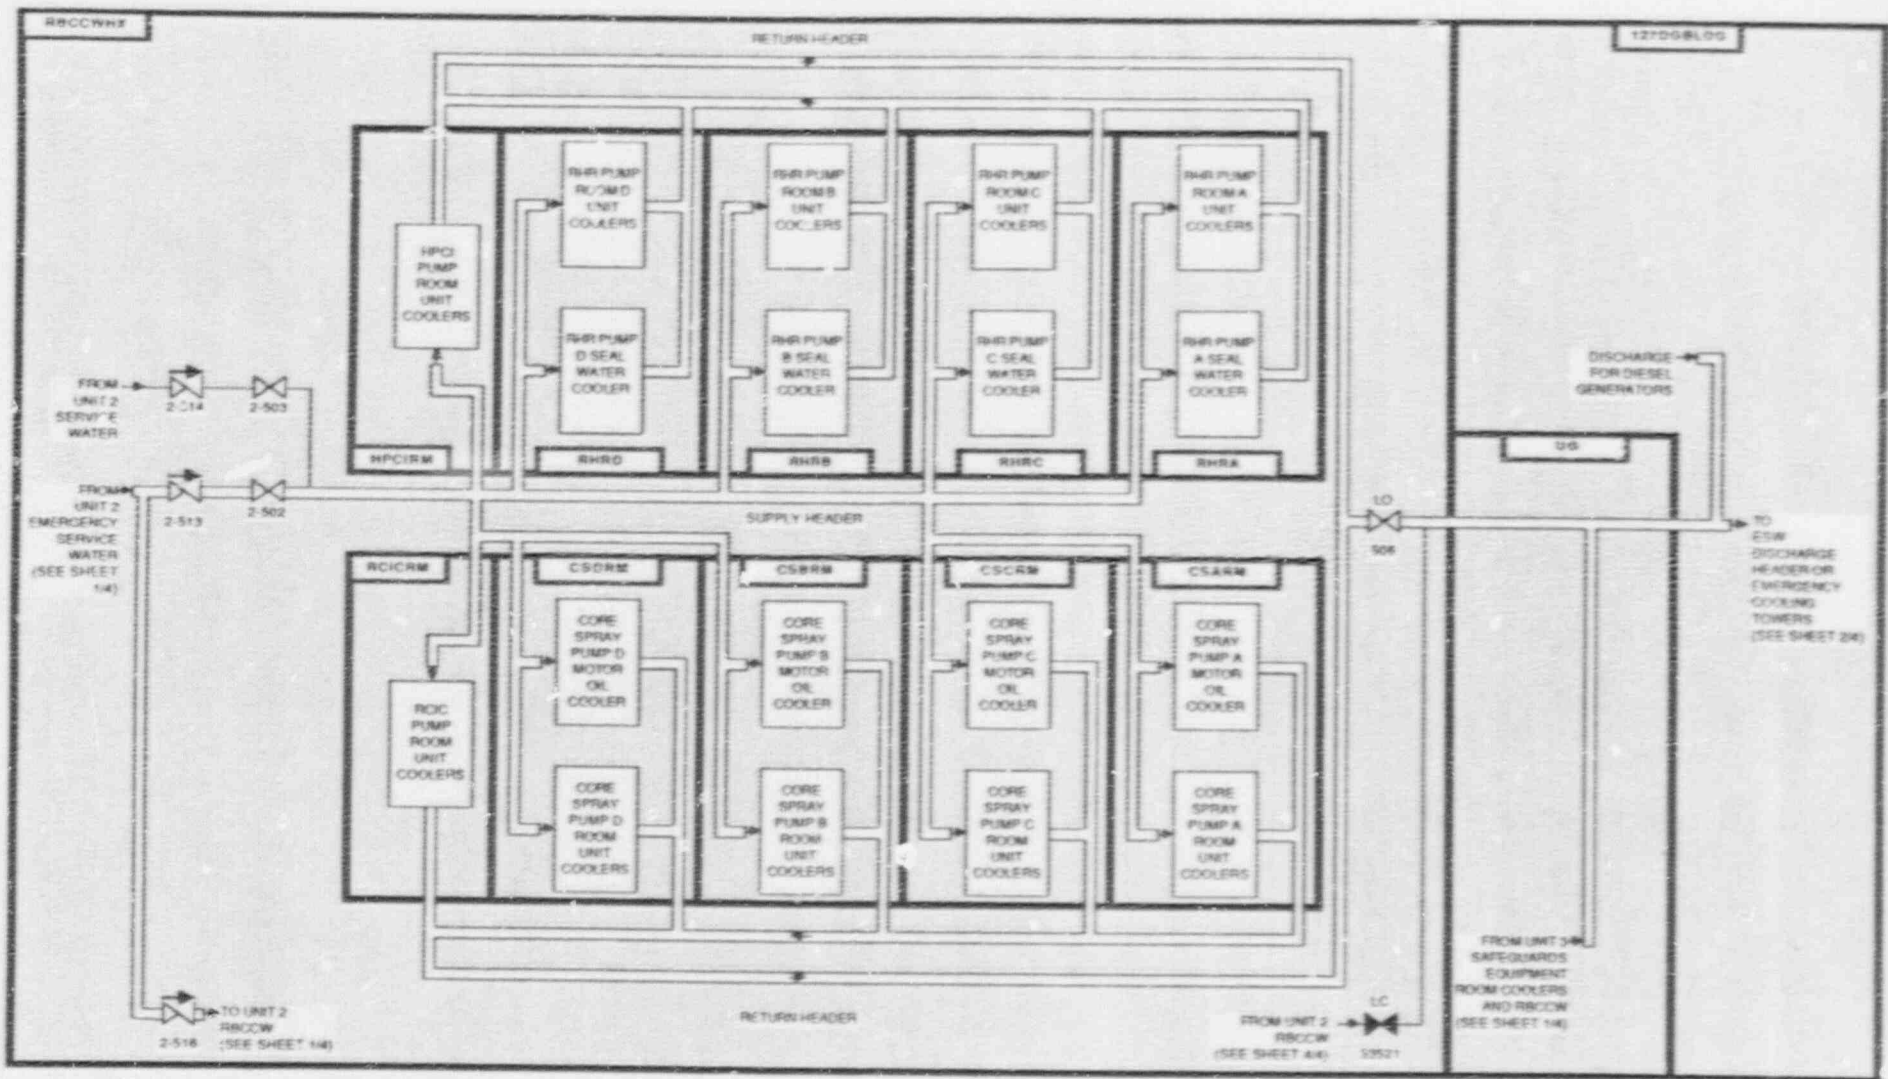 RBCCWHX
RETURN HEADER
127DGBLDG
RHR PUMP
ROOM D
UNIT
COOLERS
RHR PUMP
ROOM B
UNIT
COOLERS
RHR PUMP
ROOM C
UNIT
COOLERS
RHR PUMP
ROOM A
UNIT
COOLERS
HPCI
PUMP
ROOM
UNIT
COOLERS
RHR PUMP
D SEAL
WATER
COOLER
RHR PUMP
B SEAL
WATER
COOLER
RHR PUMP
C SEAL
WATER
COOLER
RHR PUMP
A SEAL
WATER
COOLER
HPCIRM
RHRD
RHRB
RHRC
RHRA
FROM
UNIT 2
SERVICE
WATER
2-503
DISCHARGE
FOR DIESEL
GENERATORS
UG
FROM
UNIT 2
EMERGENCY
SERVICE
WATER
(SEE SHEET
1/4)
2-513
2-502
SUPPLY HEADER
LO
506
TO
ESW
DISCHARGE
HEADER OR
EMERGENCY
COOLING
TOWERS
(SEE SHEET 2/4)
RCICRM
CSDRM
CSBRM
CSCRM
CSARM
CORE
SPRAY
PUMP D
MOTOR
OIL
COOLER
CORE
SPRAY
PUMP B
MOTOR
OIL
COOLER
CORE
SPRAY
PUMP C
MOTOR
OIL
COOLER
CORE
SPRAY
PUMP A
MOTOR
OIL
COOLER
RCIC
PUMP
ROOM
UNIT
COOLERS
CORE
SPRAY
PUMP D
ROOM
UNIT
COOLERS
CORE
SPRAY
PUMP B
ROOM
UNIT
COOLERS
CORE
SPRAY
PUMP C
ROOM
UNIT
COOLERS
CORE
SPRAY
PUMP A
ROOM
UNIT
COOLERS
FROM UNIT 3
SAFEGUARDS
EQUIPMENT
ROOM COOLERS
AND RBCCW
(SEE SHEET 1/4)
TO UNIT 2
RBCCW
(SEE SHEET 1/4)
2-516
RETURN HEADER
FROM UNIT 2
RBCCW
(SEE SHEET 4/4)
LC